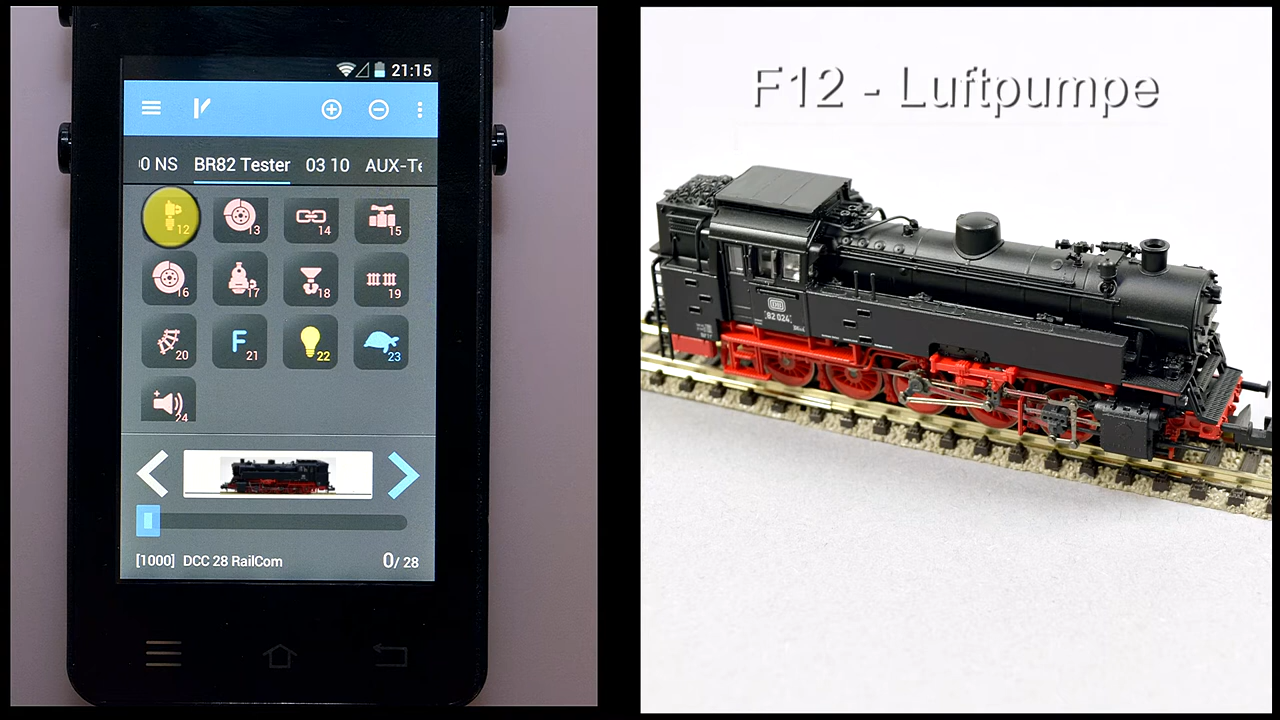 21:15
0 NS BR82 Tester 03 10 AUX-Te
12 13 14 15
16 17 18 19
20 F 21 22 23
24
[1000] DCC 28 RailCom 0/ 28
F12 - Luftpumpe
DB
82 024